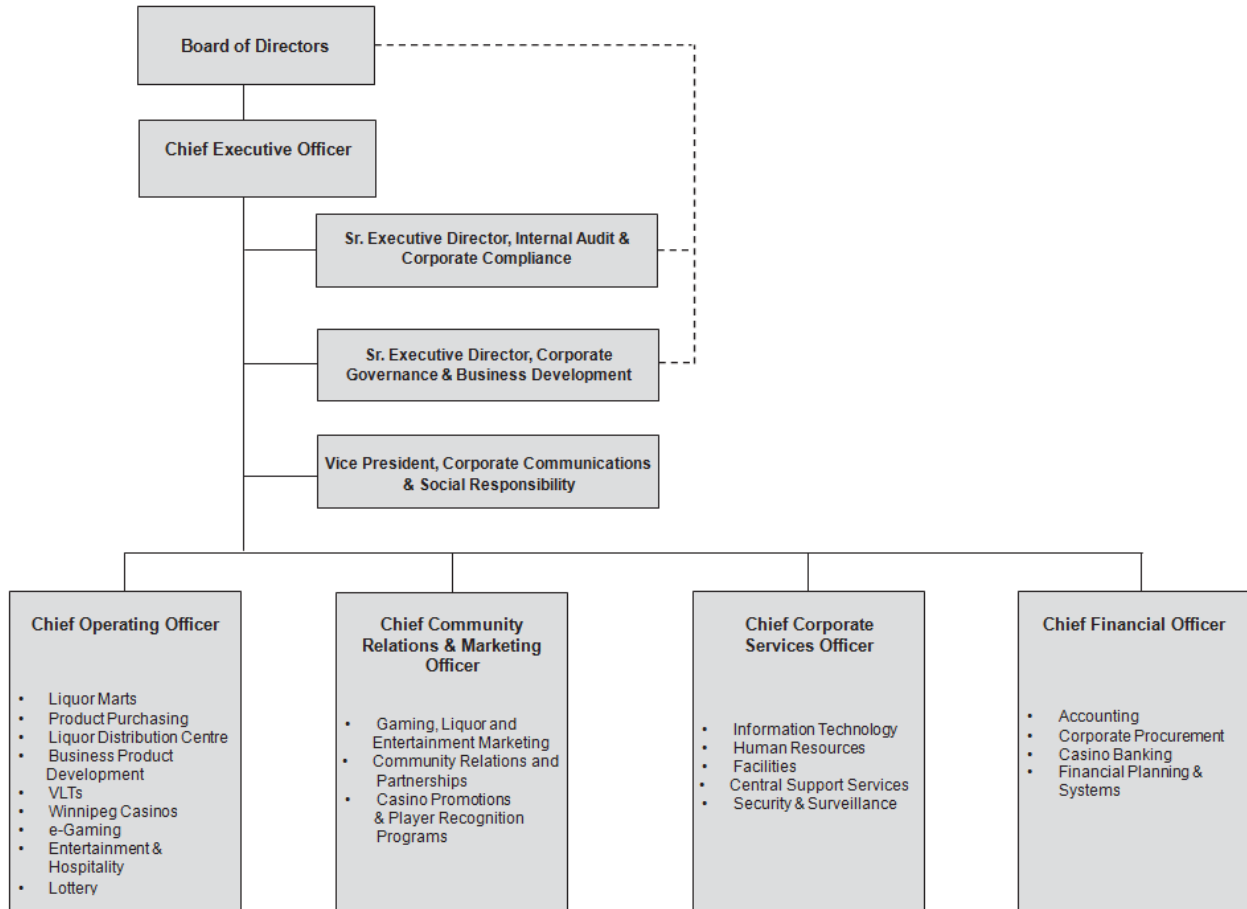 Board of Directors
Chief Executive Officer
Sr. Executive Director, Internal Audit &
Corporate Compliance
Sr. Executive Director, Corporate
Governance & Business Development
Vice President, Corporate Communications
& Social Responsibility
Chief Operating Officer
• Liquor Marts
• Product Purchasing
• Liquor Distribution Centre
• Business Product
Development
• VLTs
• Winnipeg Casinos
• e-Gaming
• Entertainment &
Hospitality
• Lottery
Chief Community
Relations & Marketing
Officer
• Gaming, Liquor and
Entertainment Marketing
• Community Relations and
Partnerships
• Casino Promotions
& Player Recognition
Programs
Chief Corporate
Services Officer
• Information Technology
• Human Resources
• Facilities
• Central Support Services
• Security & Surveillance
Chief Financial Officer
• Accounting
• Corporate Procurement
• Casino Banking
• Financial Planning &
Systems